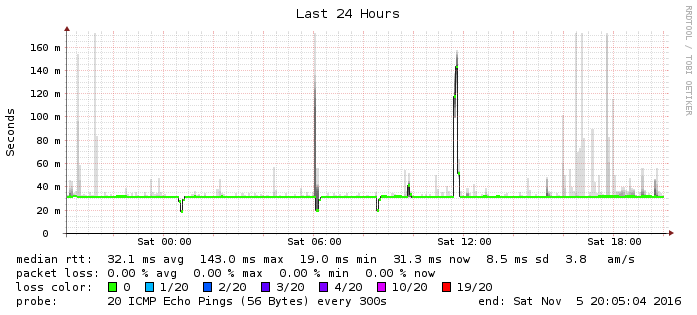 Last 24 Hours
RRDTOOL / TOBI OETIKER
Seconds
160 m
140 m
120 m
100 m
80 m
60 m
40 m
20 m
0
Sat 00:00 Sat 06:00 Sat 12:00 Sat 18:00
median rtt: 32.1 ms avg 143.0 ms max 19.0 ms min 31.3 ms now 8.5 ms sd 3.8 am/s
packet loss: 0.00 % avg 0.00 % max 0.00 % min 0.00 % now
loss color: 0 1/20 2/20 3/20 4/20 10/20 19/20
probe: 20 ICMP Echo Pings (56 Bytes) every 300s end: Sat Nov 5 20:05:04 2016